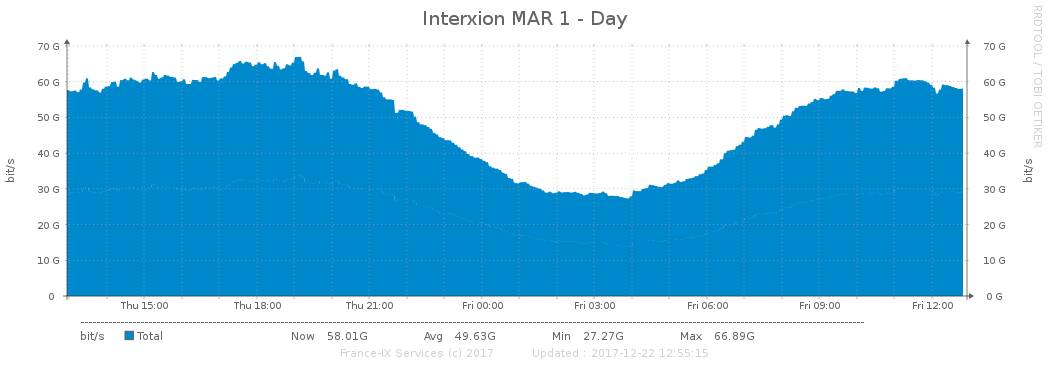 Interxion MAR 1 - Day
RRDTOOL / TOBI OETIKER
70 G 70 G
60 G 60 G
50 G 50 G
40 G 40 G
30 G 30 G
20 G 20 G
10 G 10 G
0 0 G
bit/s
bit/s
Thu 15:00 Thu 18:00 Thu 21:00 Fri 00:00 Fri 03:00 Fri 06:00 Fri 09:00 Fri 12:00
bit/s Total Now 58.01G Avg 49.63G Min 27.27G Max 66.89G
France-IX Services (c) 2017 Updated : 2017-12-22 12:55:15